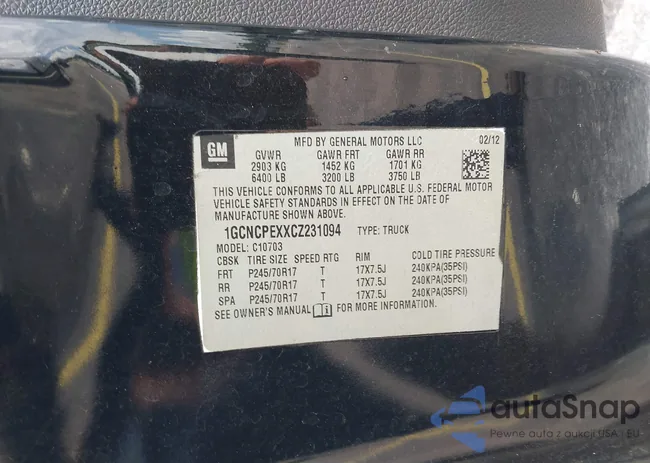 GM
MFD BY GENERAL MOTORS LLC
02/12
GVWR GAWR FRT GAWR RR
2903 KG 1452 KG 1701 KG
6400 LB 3200 LB 3750 LB
THIS VEHICLE CONFORMS TO ALL APPLICABLE U.S. FEDERAL MOTOR
VEHICLE SAFETY STANDARDS IN EFFECT ON THE DATE OF
MANUFACTURE SHOWN ABOVE.
1GCNCPEXXCZ231094 TYPE: TRUCK
MODEL: C10703
CBSK TIRE SIZE SPEED RTG RIM COLD TIRE PRESSURE
FRT P245/70R17 T 17X7.5J 240KPA(35PSI)
RR P245/70R17 T 17X7.5J 240KPA(35PSI)
SPA P245/70R17 T 17X7.5J 240KPA(35PSI)
SEE OWNER'S MANUAL FOR MORE INFORMATION.
autaSnap
Pewne auta z aukcji USA i EU